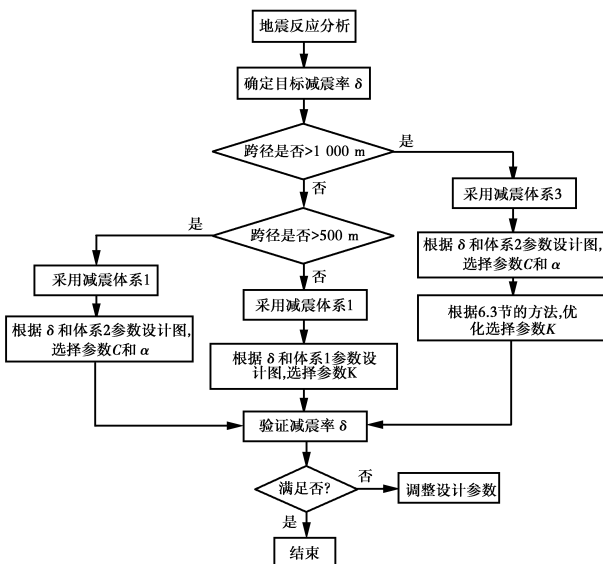 地震反应分析
确定目标减震率 δ
跨径是否>1 000 m
是
否
采用减震体系3
是
跨径是否>500 m
根据 δ 和体系2参数设计图,
选择参数C和 α
否
采用减震体系1
采用减震体系1
根据6.3节的方法,优
化选择参数K
根据 δ 和体系2参数设计图,
选择参数C和 α
根据 δ 和体系1参数设
计图,选择参数K
验证减震率 δ
满足否?
否
调整设计参数
是
结束